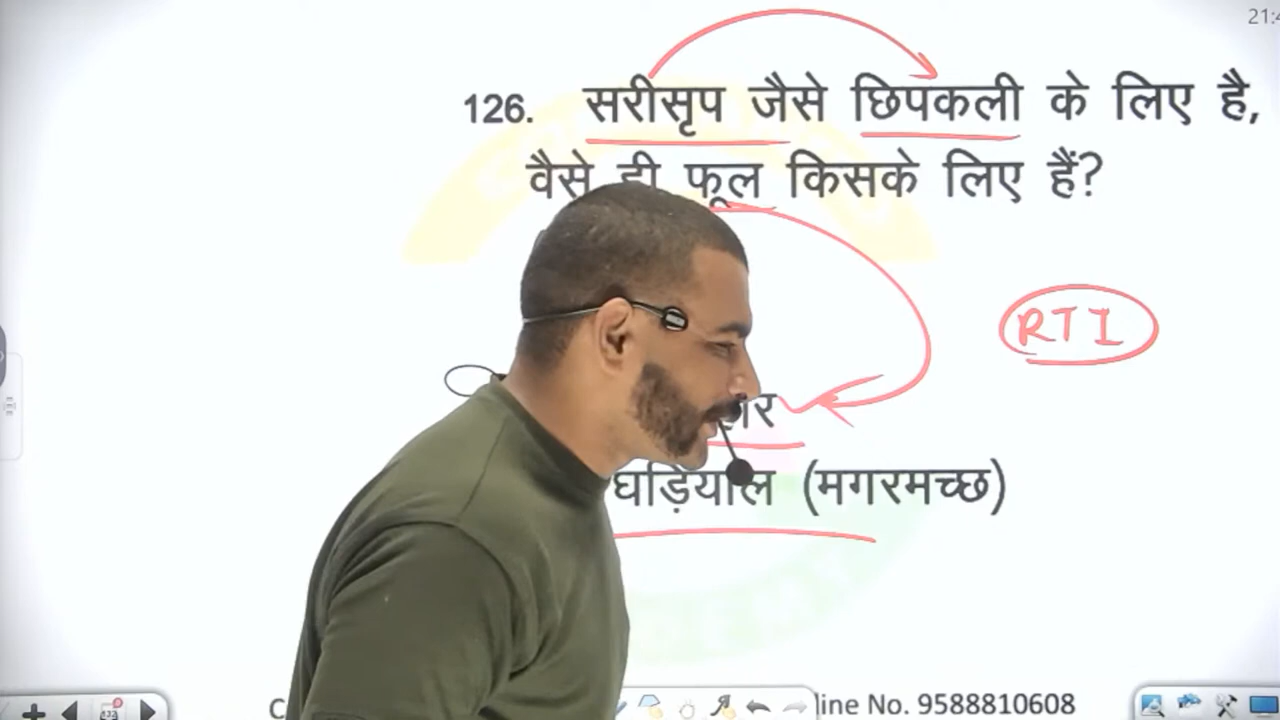 21:4
126. सरीसृप जैसे छिपकली के लिए है,
वैसे ही फूल किसके लिए हैं?
RTI
घड़ियाल (मगरमच्छ)
line No. 9588810608